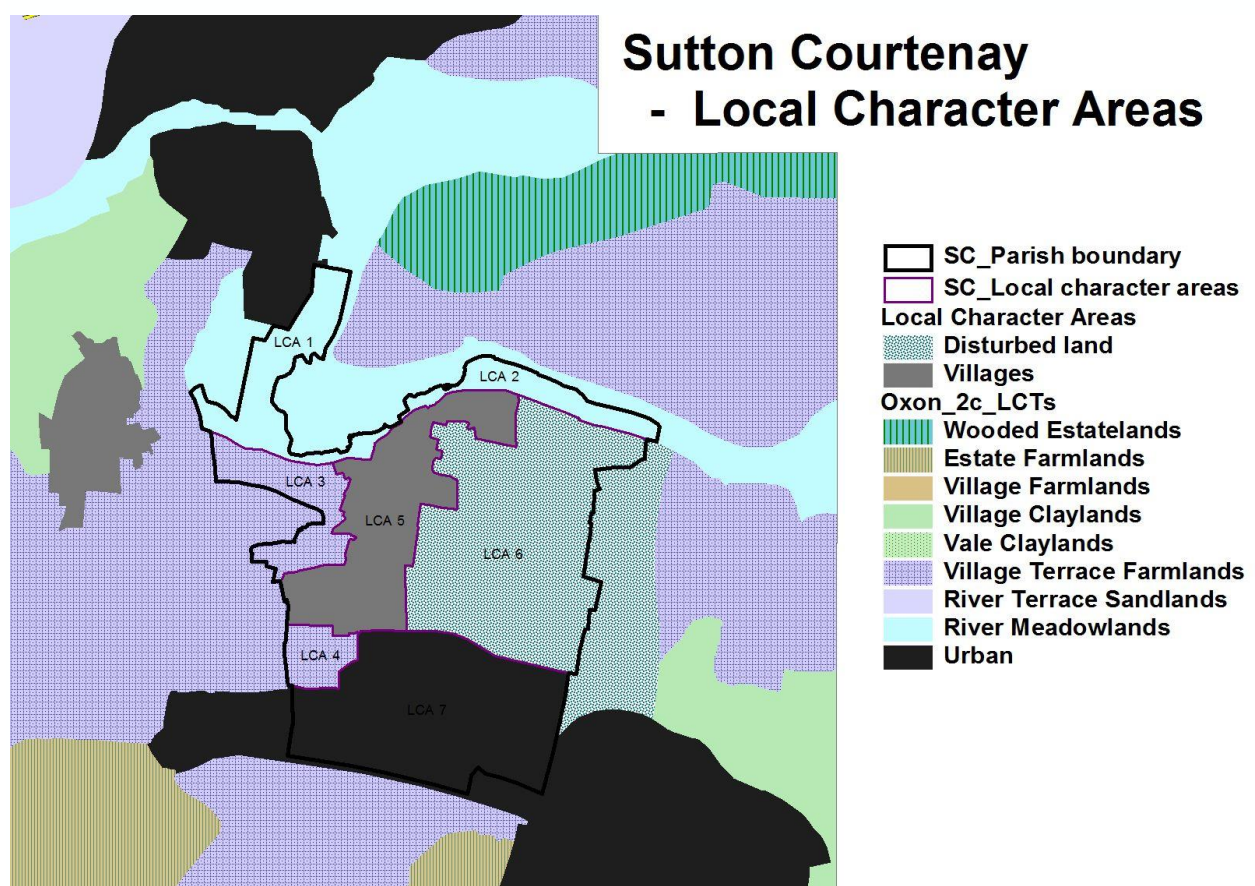 Sutton Courtenay
- Local Character Areas
SC_Parish boundary
SC_Local character areas
Local Character Areas
Disturbed land
Villages
Oxon_2c_LCTs
Wooded Estatelands
Estate Farmlands
Village Farmlands
Village Claylands
Vale Claylands
Village Terrace Farmlands
River Terrace Sandlands
River Meadowlands
Urban
LCA 1
LCA 2
LCA 3
LCA 5
LCA 6
LCA 4
LCA 7